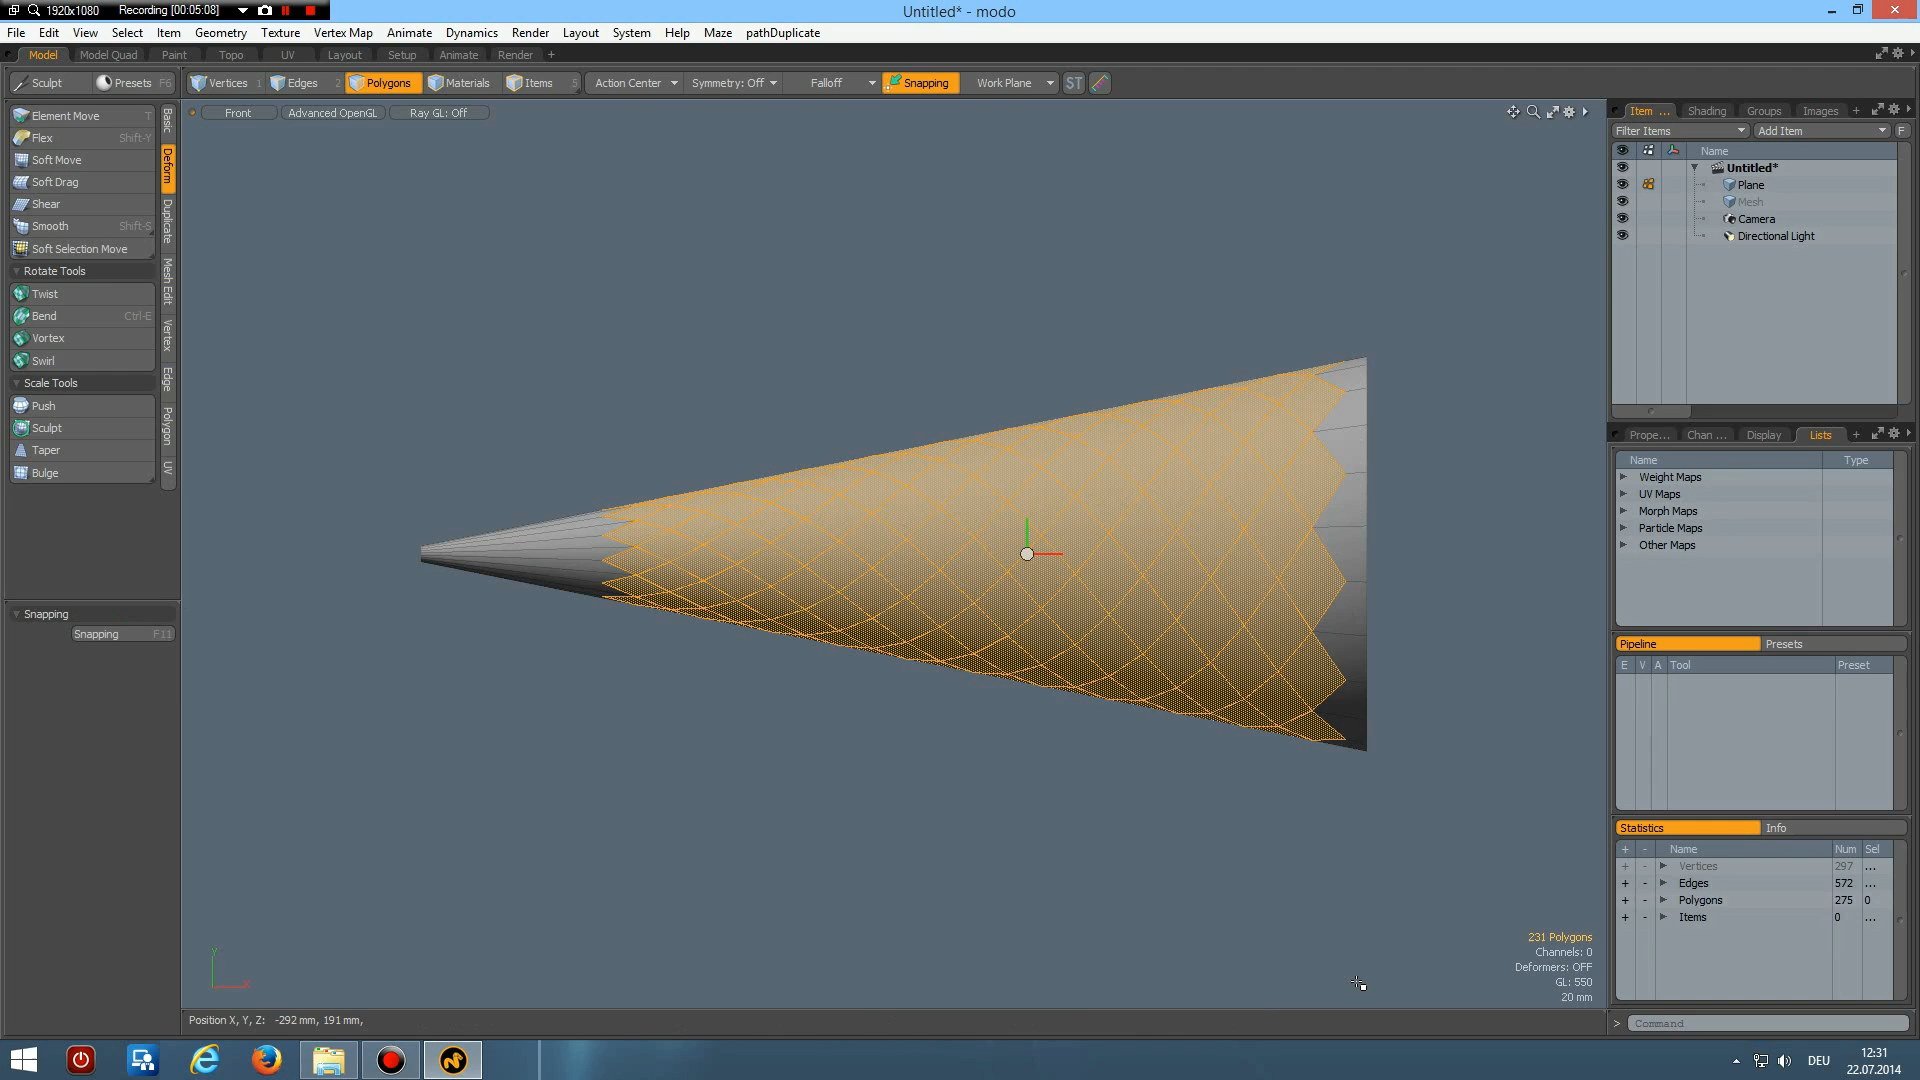 1920x1080 Recording [00:05:08]
Untitled* - modo
File Edit View Select Item Geometry Texture Vertex Map Animate Dynamics Render Layout System Help Maze pathDuplicate
Model Model Quad Paint Topo UV Layout Setup Animate Render +
Sculpt Presets F6 Vertices 1 Edges 2 Polygons Materials Items 5 Action Center Symmetry: Off Falloff Snapping Work Plane ST
Front Advanced OpenGL Ray GL: Off
Element Move T
Flex Shift-Y
Soft Move
Soft Drag
Shear
Smooth Shift-S
Soft Selection Move
Rotate Tools
Twist
Bend Ctrl-E
Vortex
Swirl
Scale Tools
Push
Sculpt
Taper
Bulge
Basic
Deform
Duplicate
Mesh Edit
Vertex
Edge
Polygon
UV
Snapping
Snapping F11
Item ... Shading Groups Images +
Filter Items Add Item F
Name
Untitled*
Plane
Mesh
Camera
Directional Light
Prope... Chan ... Display Lists +
Name Type
Weight Maps
UV Maps
Morph Maps
Particle Maps
Other Maps
Pipeline Presets
E V A Tool Preset
Statistics Info
+ - Name Num Sel
+ - Vertices 297 ...
+ - Edges 572 ...
+ - Polygons 275 0
+ - Items 0 ...
231 Polygons
Channels: 0
Deformers: OFF
GL: 550
20 mm
Y
X
Position X, Y, Z: -292 mm, 191 mm,
> Command
DEU
12:31
22.07.2014